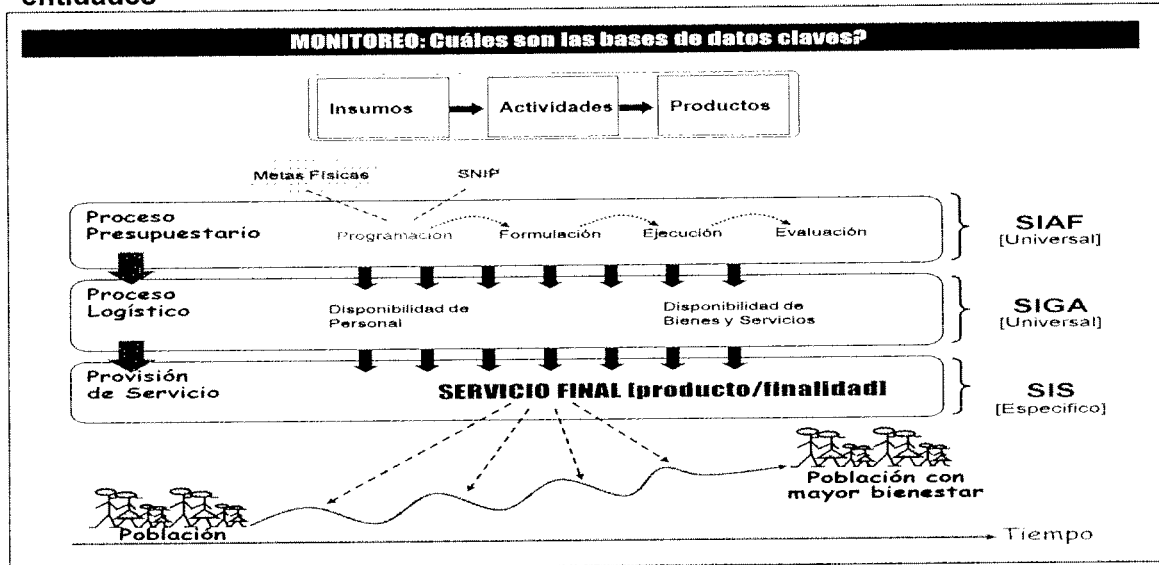 entidades
MONITOREO: Cuáles son las bases de datos claves?
Insumos
Actividades
Productos
Metas Físicas
SNIP
Proceso
Presupuestario
Programación
Formulación
Ejecución
Evaluación
SIAF
[Universal]
Proceso
Logístico
Disponibilidad de
Personal
Disponibilidad de
Bienes y Servicios
SIGA
[Universal]
Provisión
de Servicio
SERVICIO FINAL [producto/finalidad]
SIS
[Especifico]
Población con
mayor bienestar
Población
Tiempo